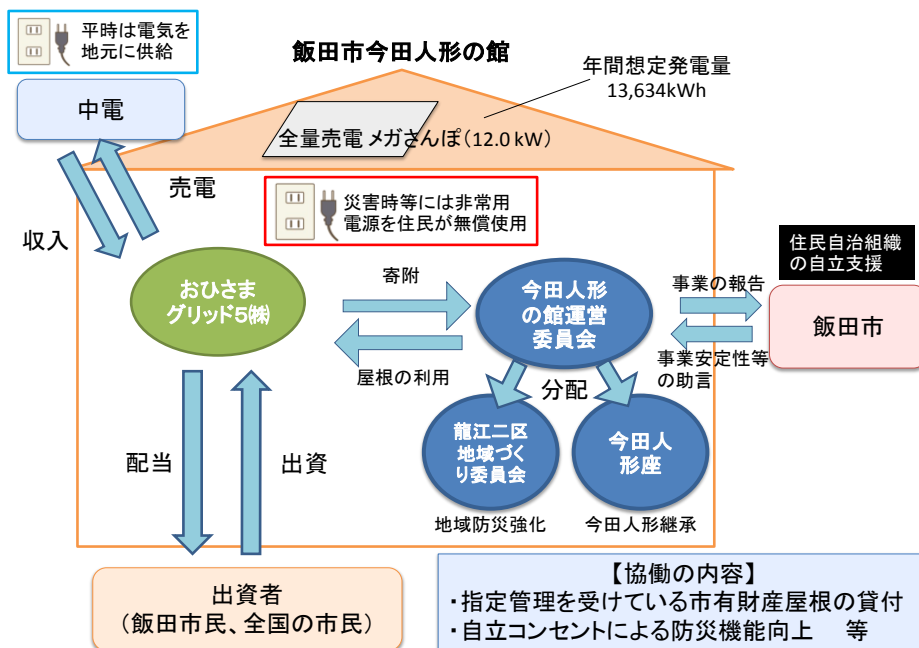 平時は電気を
地元に供給
中電
飯田市今田人形の館
年間想定発電量
13,634kWh
全量売電 メガさんぽ(12.0 kW)
売電
収入
災害時等には非常用
電源を住民が無償使用
住民自治組織
の自立支援
おひさま
グリッド5㈱
寄附
屋根の利用
今田人形
の館運営
委員会
事業の報告
事業安定性等
の助言
飯田市
分配
龍江二区
地域づく
り委員会
今田人
形座
地域防災強化
今田人形継承
配当
出資
出資者
(飯田市民、全国の市民)
【協働の内容】
・指定管理を受けている市有財産屋根の貸付
・自立コンセントによる防災機能向上 等